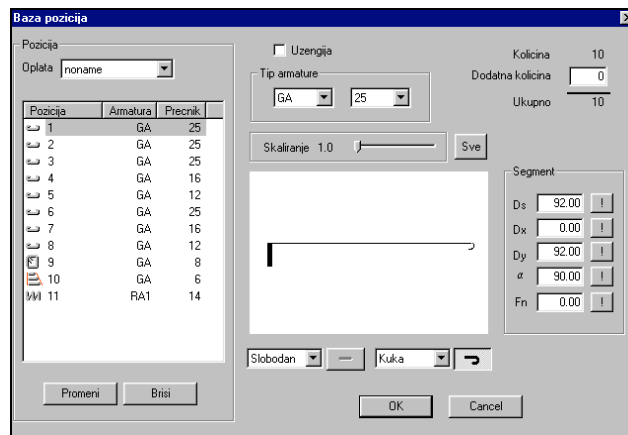 Baza pozicija
Pozicija
Oplata noname
Pozicija Armatura Precnik
1 GA 25
2 GA 25
3 GA 25
4 GA 16
5 GA 12
6 GA 25
7 GA 16
8 GA 12
9 GA 8
10 GA 6
11 RA1 14
Promeni Brisi
Uzengija
Tip armature
GA 25
Kolicina 10
Dodatna kolicina 0
Ukupno 10
Skaliranje 1.0 Sve
Segment
Ds 92.00 !
Dx 0.00 !
Dy 92.00 !
α 90.00 !
Fn 0.00 !
Slobodan Kuka
OK Cancel